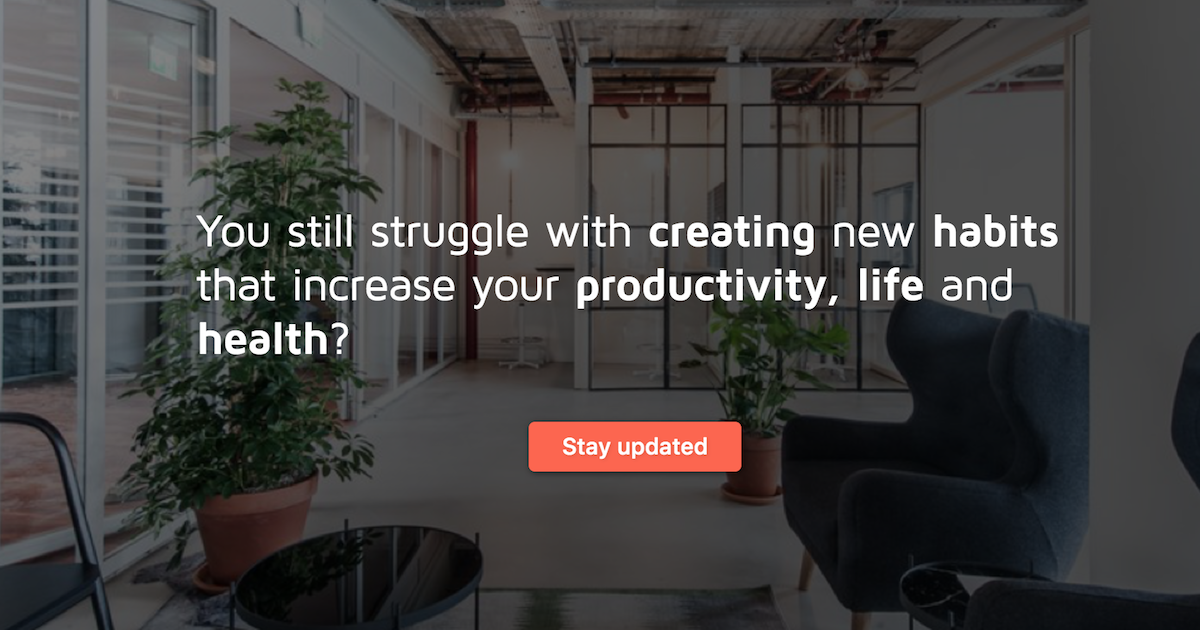 You still struggle with creating new habits
that increase your productivity, life and
health?
Stay updated